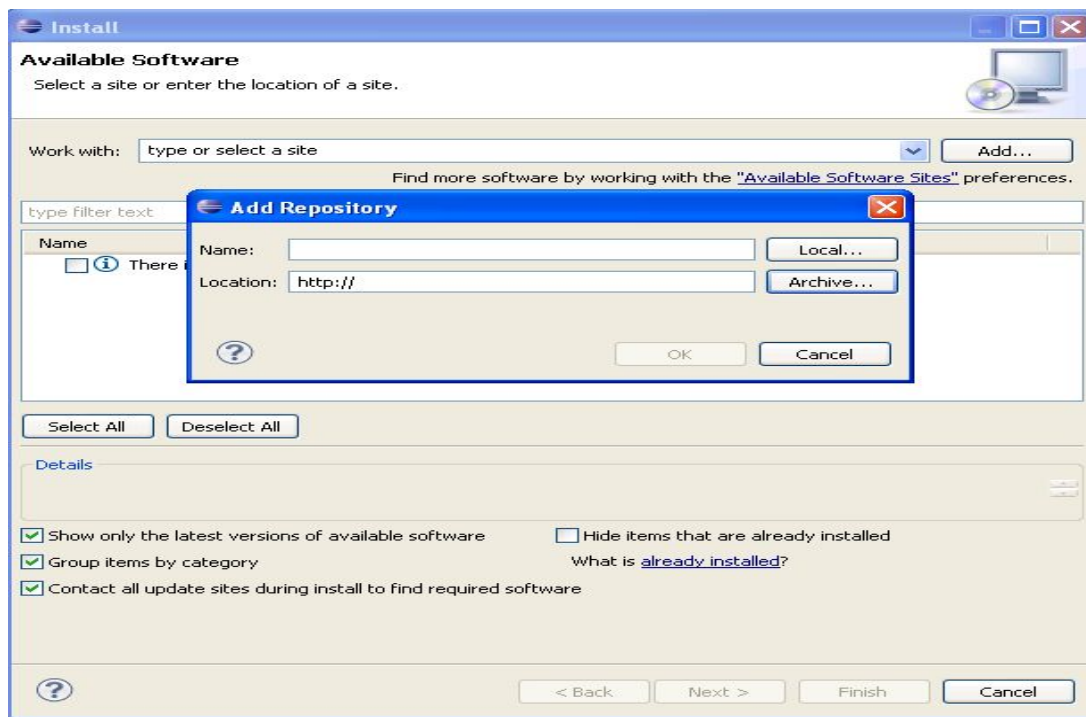 Install
Available Software
Select a site or enter the location of a site.
Work with: type or select a site Add...
Find more software by working with the "Available Software Sites" preferences.
type filter text
Add Repository
Name
Name: Local...
There
Location: http:// Archive...
? OK Cancel
Select All Deselect All
Details
Show only the latest versions of available software Hide items that are already installed
Group items by category What is already installed?
Contact all update sites during install to find required software
? < Back Next > Finish Cancel